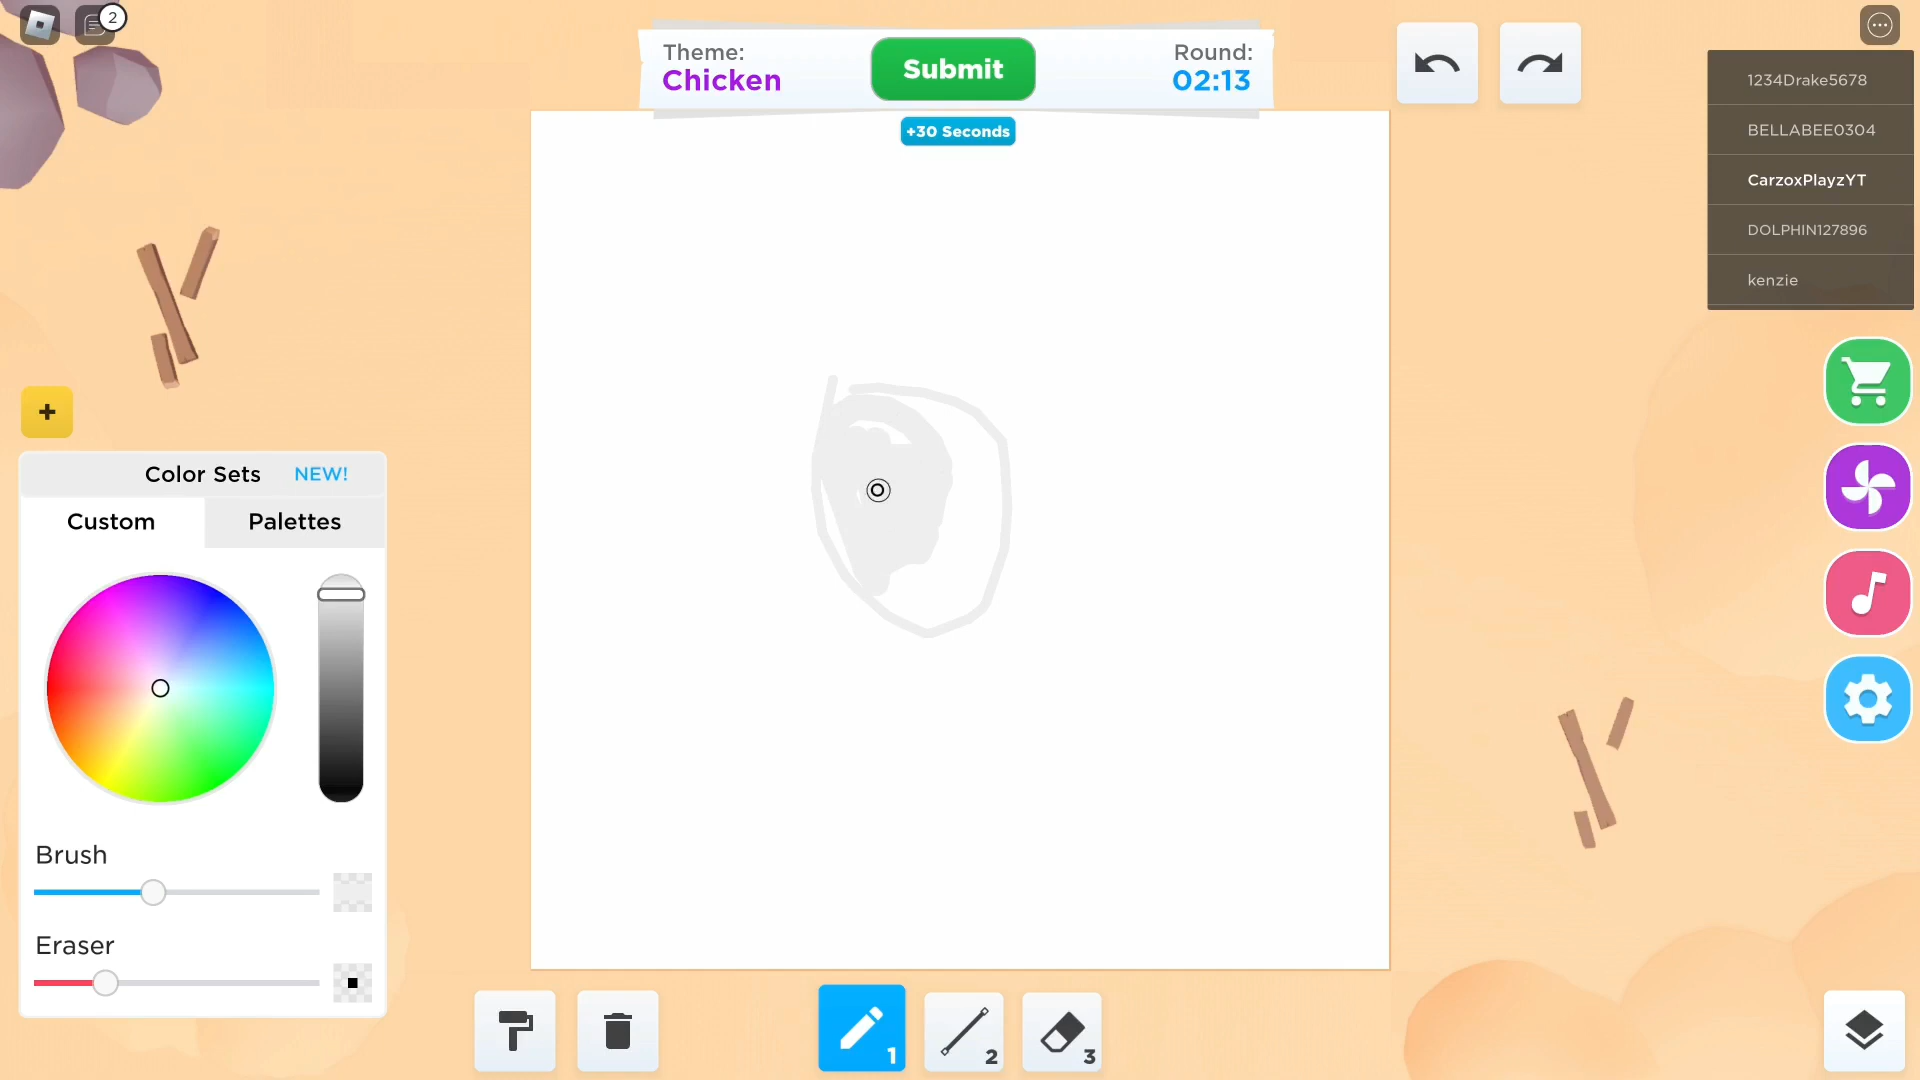 2
Theme:
Chicken
Submit
Round:
02:13
+30 Seconds
1234Drake5678
BELLABEE0304
CarzoxPlayzYT
DOLPHIN127896
kenzie
+
Color Sets NEW!
Custom Palettes
Brush
Eraser
1
2
3